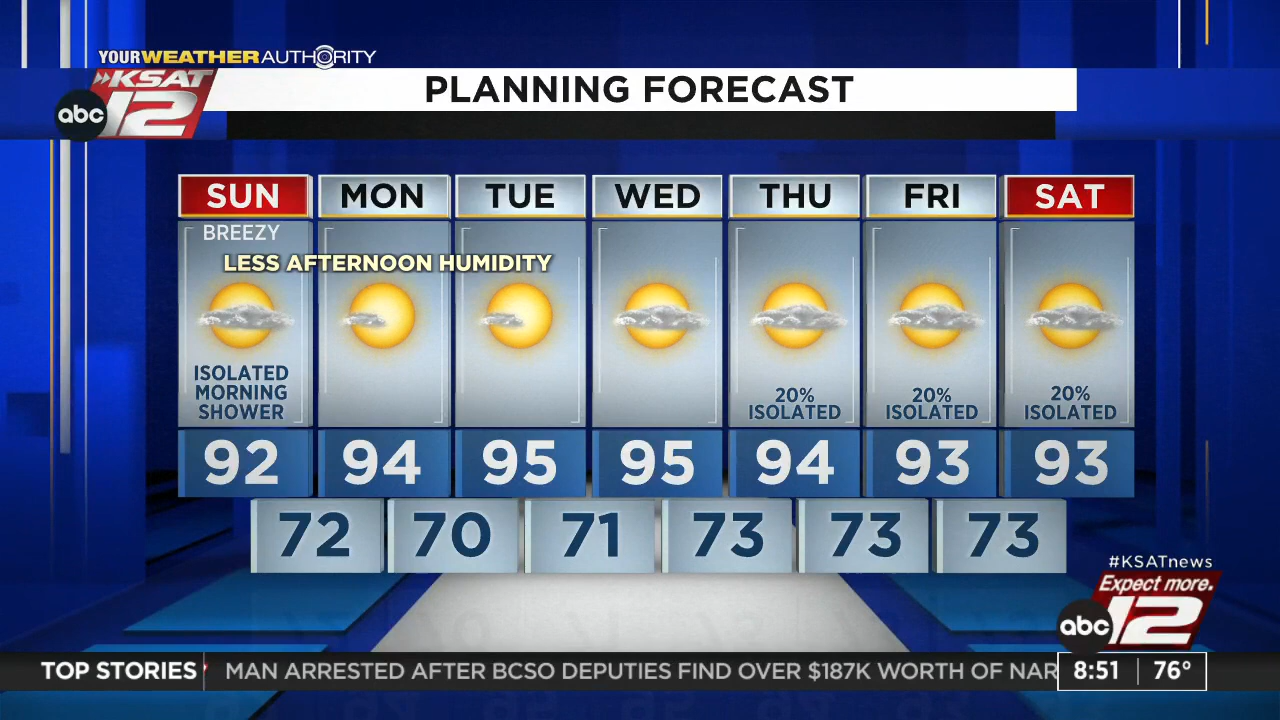 YOURWEATHERAUTHORITY
KSAT
abc 12
PLANNING FORECAST
SUN MON TUE WED THU FRI SAT
BREEZY
LESS AFTERNOON HUMIDITY
ISOLATED
MORNING
SHOWER
20%
ISOLATED
20%
ISOLATED
20%
ISOLATED
92 94 95 95 94 93 93
72 70 71 73 73 73
#KSATnews
Expect more.
abc 12
TOP STORIES MAN ARRESTED AFTER BCSO DEPUTIES FIND OVER $187K WORTH OF NAR 8:51 76°